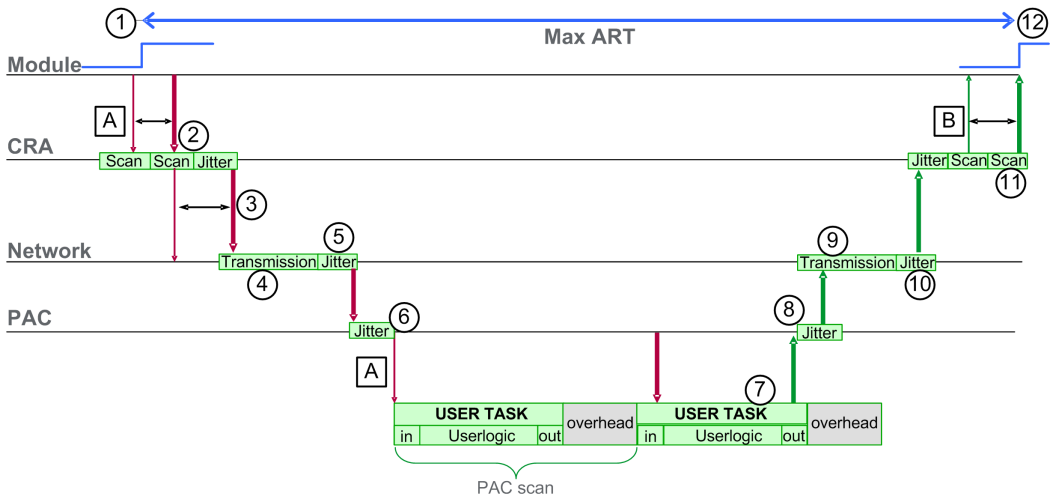 1
12
Max ART
Module
A
B
2
CRA
Scan Scan Jitter
Jitter Scan Scan
11
3
5
9
Network
Transmission Jitter
Transmission Jitter
4
10
PAC
6
8
Jitter
Jitter
A
7
USER TASK
overhead
USER TASK
overhead
in Userlogic out
in Userlogic out
PAC scan